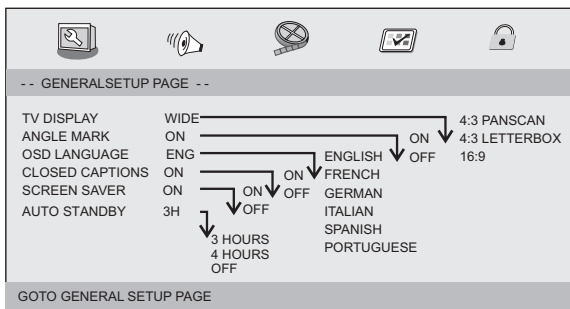 - - GENERALSETUP PAGE - -
TV DISPLAY WIDE 4:3 PANSCAN
ANGLE MARK ON ON 4:3 LETTERBOX
OSD LANGUAGE ENG ENGLISH OFF 16:9
CLOSED CAPTIONS ON ON FRENCH
SCREEN SAVER ON ON OFF GERMAN
AUTO STANDBY 3H OFF ITALIAN
SPANISH
3 HOURS
PORTUGUESE
4 HOURS
OFF
GOTO GENERAL SETUP PAGE